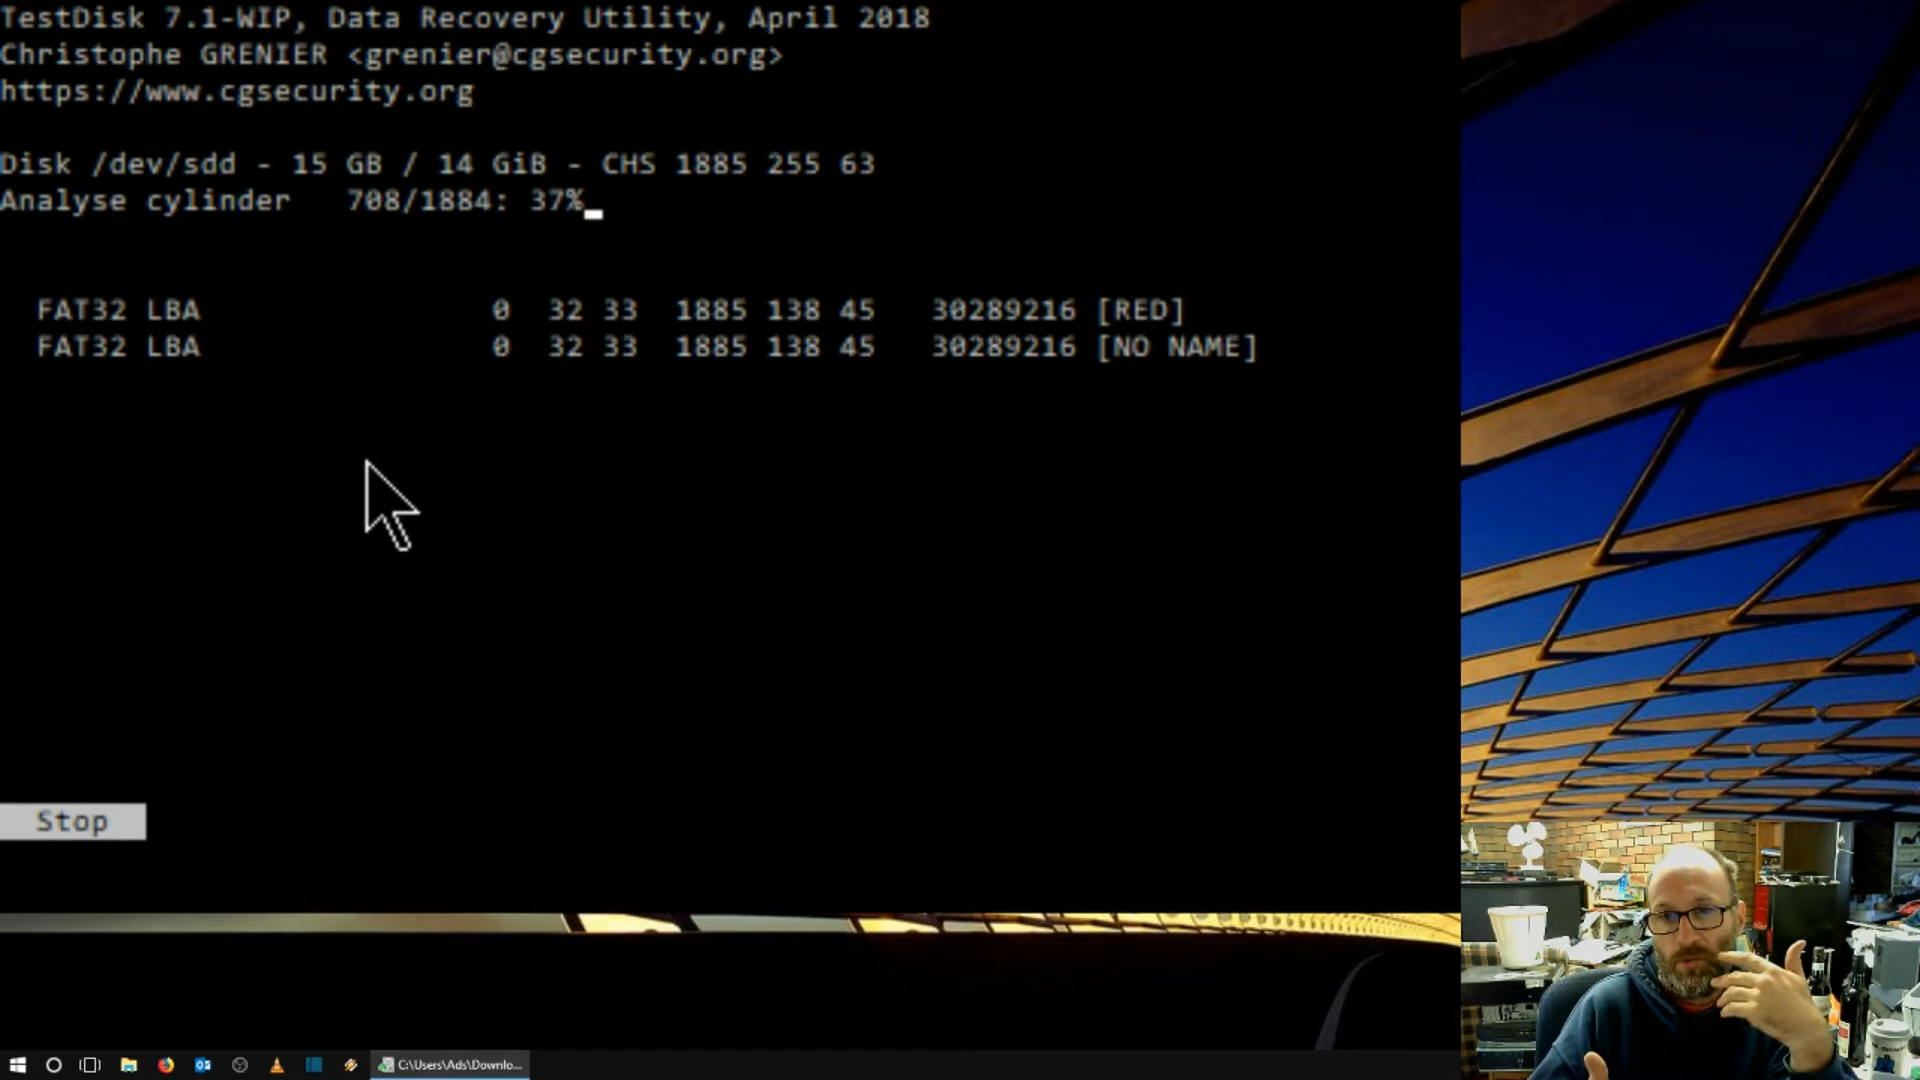 TestDisk 7.1-WIP, Data Recovery Utility, April 2018
Christophe GRENIER <grenier@cgsecurity.org>
https://www.cgsecurity.org
Disk /dev/sdd - 15 GB / 14 GiB - CHS 1885 255 63
Analyse cylinder 708/1884: 37%
FAT32 LBA 0 32 33 1885 138 45 30289216 [RED]
FAT32 LBA 0 32 33 1885 138 45 30289216 [NO NAME]
Stop
C:\Users\Ads\Downlo...